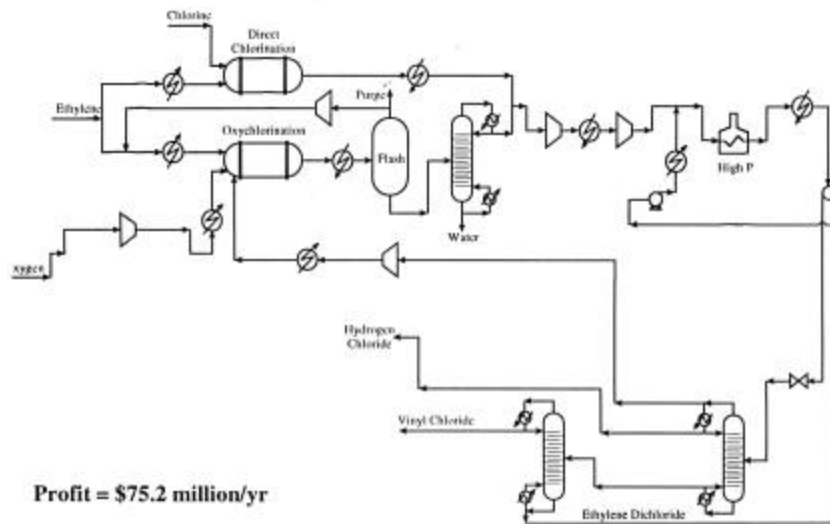 Chlorine
Direct
Chlorination
Purge
Ethylene
Oxychlorination
Flash
High P
Water
xygen
Hydrogen
Chloride
Vinyl Chloride
Profit = $75.2 million/yr
Ethylene Dichloride